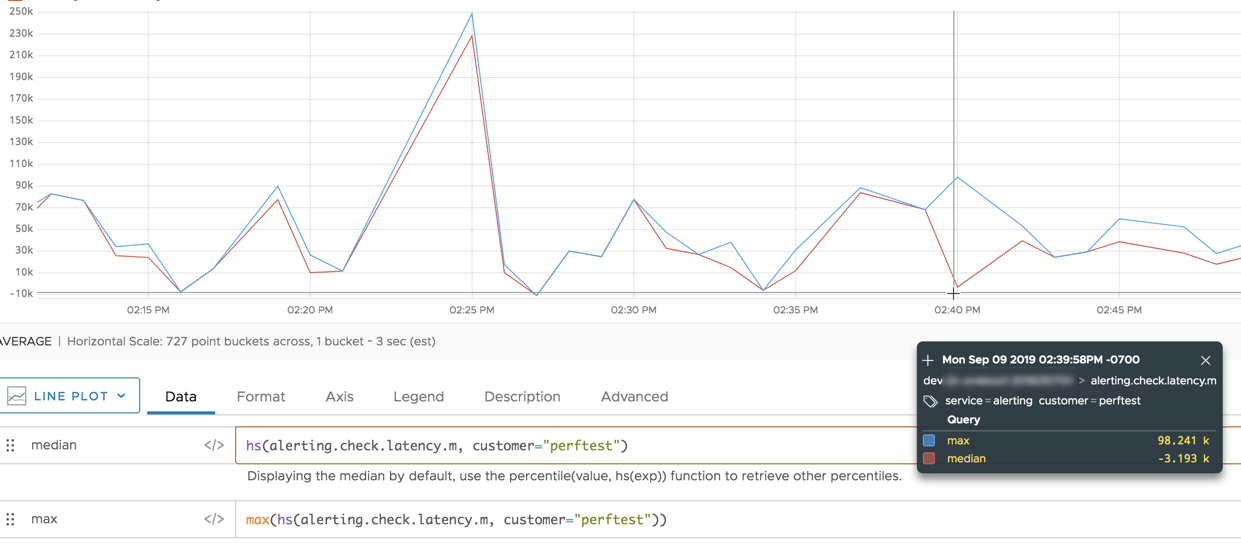 250k
230k
210k
190k
170k
150k
130k
110k
90k
70k
50k
30k
10k
-10k
02:15 PM 02:20 PM 02:25 PM 02:30 PM 02:35 PM 02:40 PM 02:45 PM
AVERAGE | Horizontal Scale: 727 point buckets across, 1 bucket - 3 sec (est)
Mon Sep 09 2019 02:39:58PM -0700
dev > alerting.check.latency.m
service=alerting customer=perftest
Query
max 98.241 k
median -3.193 k
LINE PLOT Data Format Axis Legend Description Advanced
median </> hs(alerting.check.latency.m, customer="perftest")
Displaying the median by default, use the percentile(value, hs(exp)) function to retrieve other percentiles.
max </> max(hs(alerting.check.latency.m, customer="perftest"))